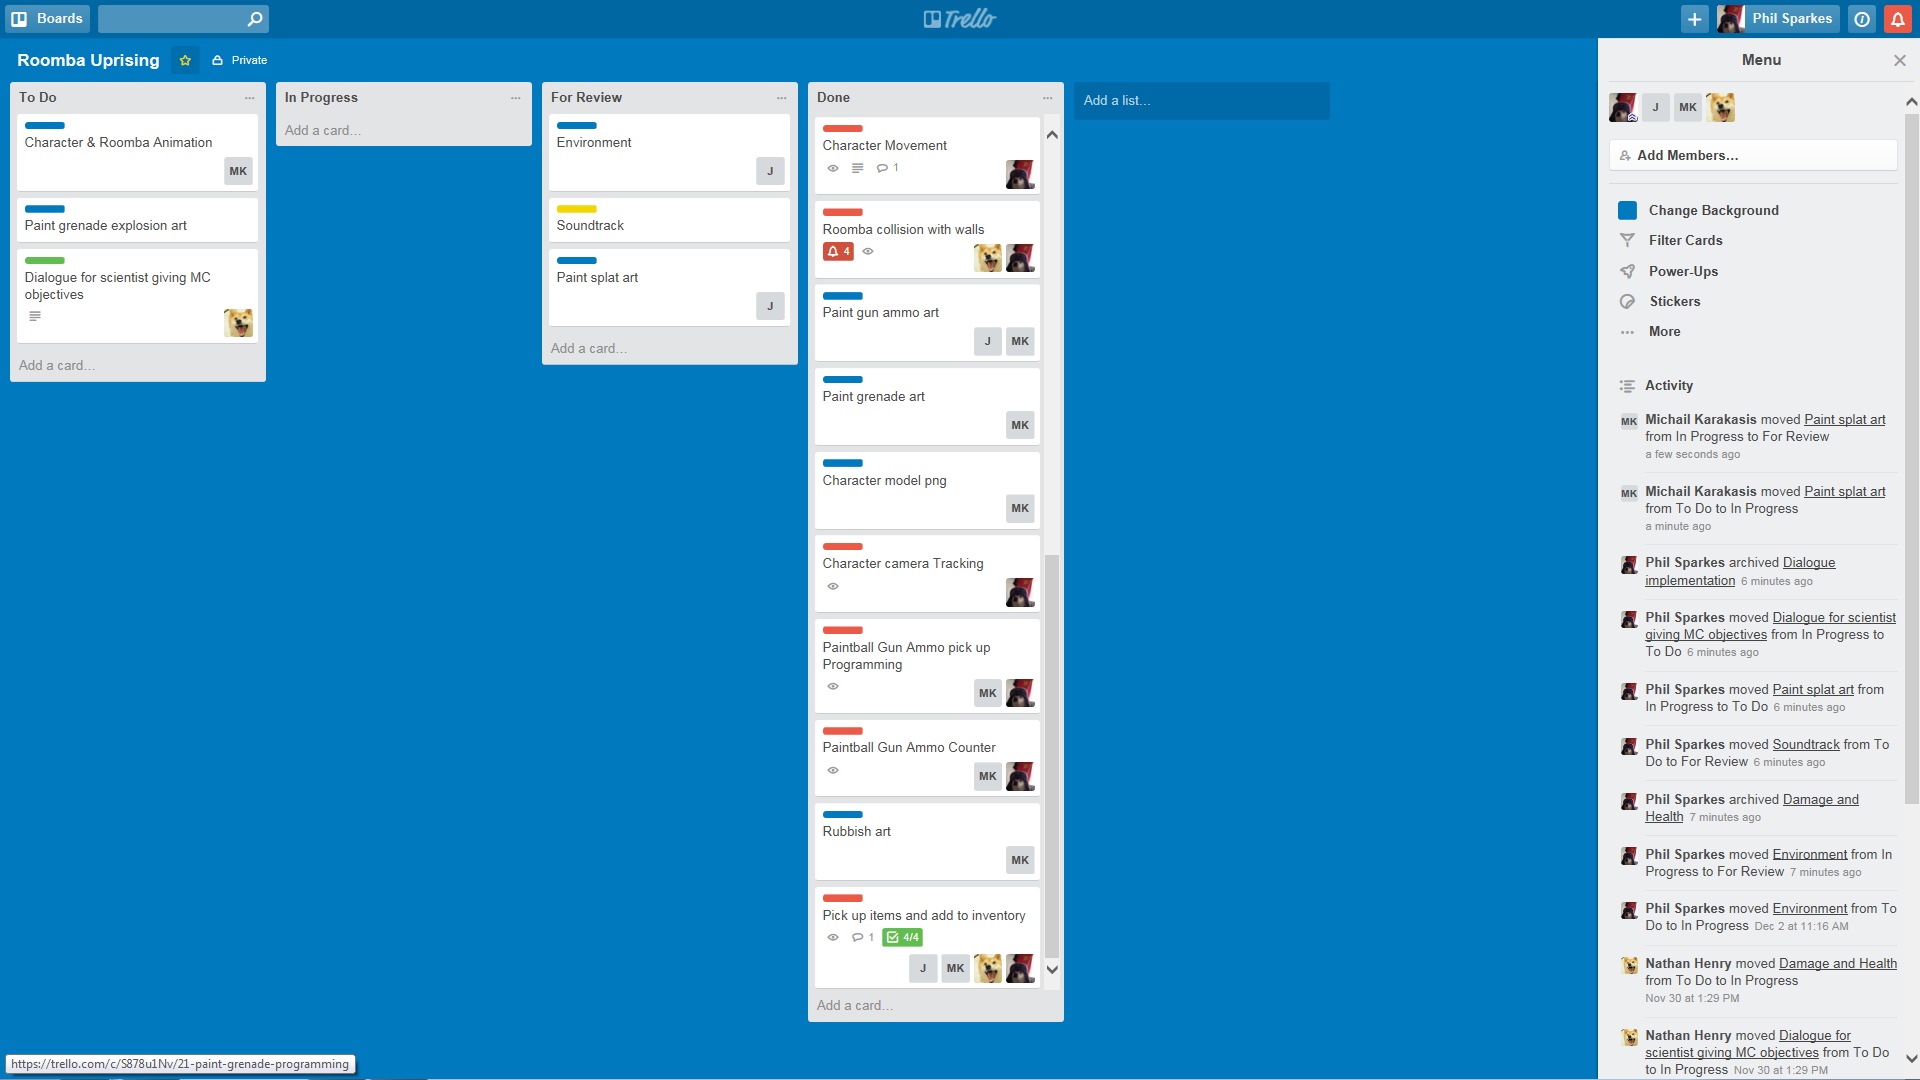 Boards
Trello
Phil Sparkes
Roomba Uprising
Private
To Do
Character & Roomba Animation
MK
Paint grenade explosion art
Dialogue for scientist giving MC
objectives
Add a card…
In Progress
Add a card…
For Review
Environment
J
Soundtrack
Paint splat art
J
Add a card…
Done
Character Movement
1
Roomba collision with walls
4
Paint gun ammo art
J MK
Paint grenade art
MK
Character model png
MK
Character camera Tracking
Paintball Gun Ammo pick up
Programming
MK
Paintball Gun Ammo Counter
MK
Rubbish art
MK
Pick up items and add to inventory
1 4/4
J MK
Add a card…
Add a list…
Menu
J MK
Add Members…
Change Background
Filter Cards
Power-Ups
Stickers
More
Activity
MK Michail Karakasis moved Paint splat art
from In Progress to For Review
a few seconds ago
MK Michail Karakasis moved Paint splat art
from To Do to In Progress
a minute ago
Phil Sparkes archived Dialogue
implementation 6 minutes ago
Phil Sparkes moved Dialogue for scientist
giving MC objectives from In Progress to
To Do 6 minutes ago
Phil Sparkes moved Paint splat art from
In Progress to To Do 6 minutes ago
Phil Sparkes moved Soundtrack from To
Do to For Review 6 minutes ago
Phil Sparkes archived Damage and
Health 7 minutes ago
Phil Sparkes moved Environment from In
Progress to For Review 7 minutes ago
Phil Sparkes moved Environment from To
Do to In Progress Dec 2 at 11:16 AM
Nathan Henry moved Damage and Health
from To Do to In Progress
Nov 30 at 1:29 PM
Nathan Henry moved Dialogue for
scientist giving MC objectives from To Do
to In Progress Nov 30 at 1:29 PM
https://trello.com/c/S878u1Nv/21-paint-grenade-programming